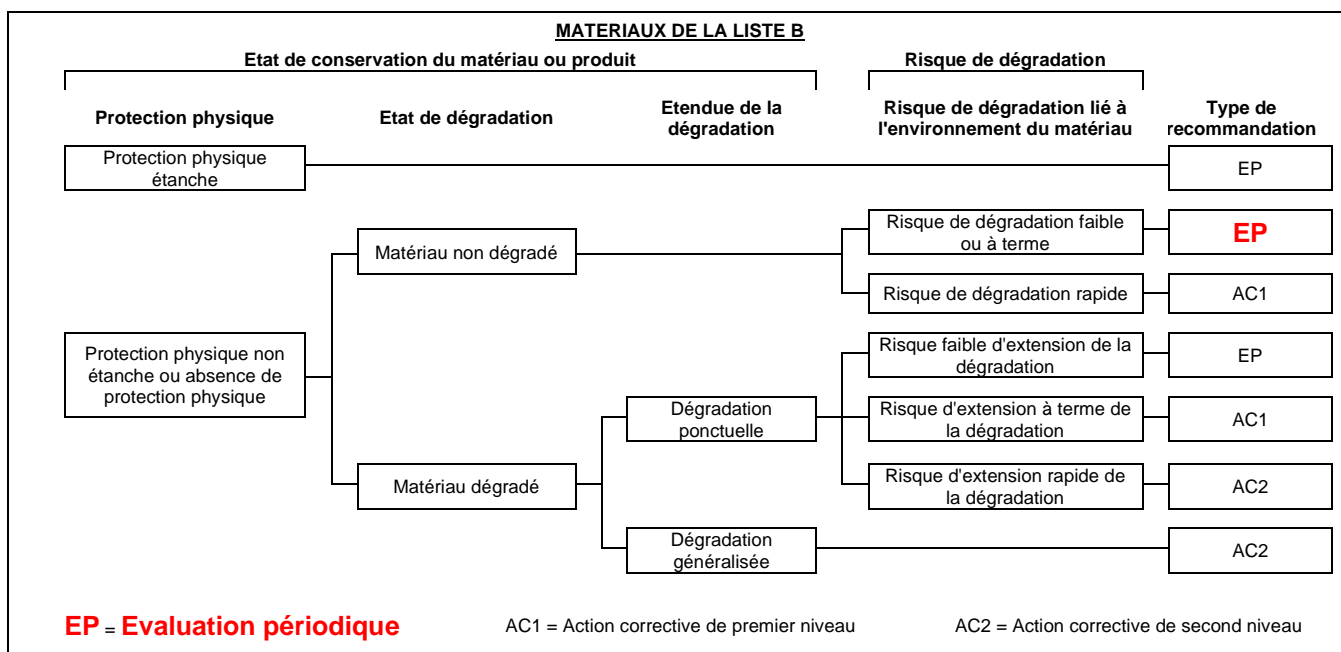 MATERIAUX DE LA LISTE B
Etat de conservation du matériau ou produit
Risque de dégradation
Protection physique
Etat de dégradation
Etendue de la
dégradation
Risque de dégradation lié à
l'environnement du matériau
Type de
recommandation
Protection physique
étanche
EP
Matériau non dégradé
Risque de dégradation faible
ou à terme
EP
Risque de dégradation rapide
AC1
Protection physique non
étanche ou absence de
protection physique
Risque faible d'extension de la
dégradation
EP
Dégradation
ponctuelle
Risque d'extension à terme de
la dégradation
AC1
Matériau dégradé
Risque d'extension rapide de
la dégradation
AC2
Dégradation
généralisée
AC2
EP = Evaluation périodique
AC1 = Action corrective de premier niveau
AC2 = Action corrective de second niveau